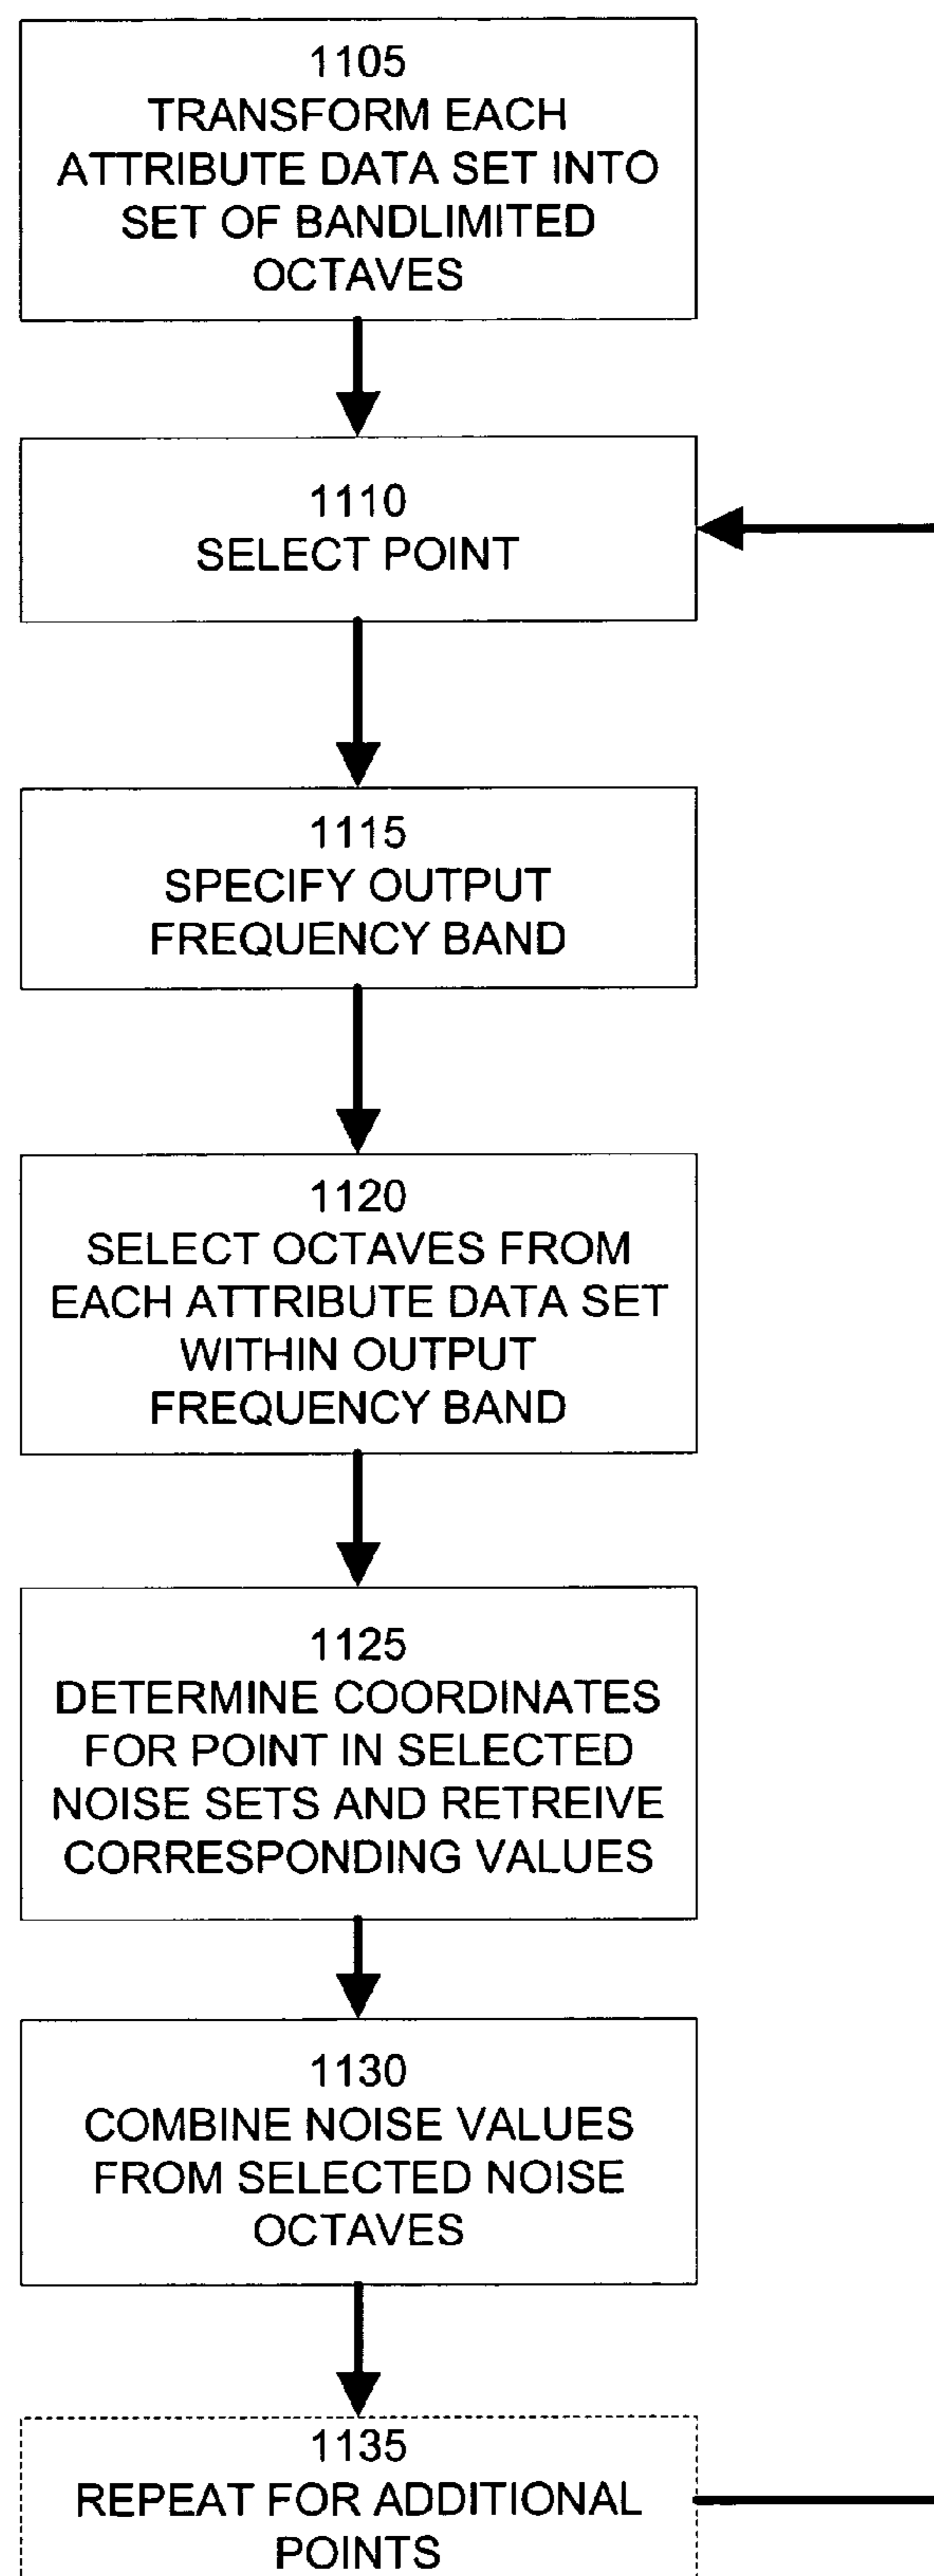 1105
TRANSFORM EACH
ATTRIBUTE DATA SET INTO
SET OF BANDLIMITED
OCTAVES
1110
SELECT POINT
1115
SPECIFY OUTPUT
FREQUENCY BAND
1120
SELECT OCTAVES FROM
EACH ATTRIBUTE DATA SET
WITHIN OUTPUT
FREQUENCY BAND
1125
DETERMINE COORDINATES
FOR POINT IN SELECTED
NOISE SETS AND RETREIVE
CORRESPONDING VALUES
1130
COMBINE NOISE VALUES
FROM SELECTED NOISE
OCTAVES
1135
REPEAT FOR ADDITIONAL
POINTS